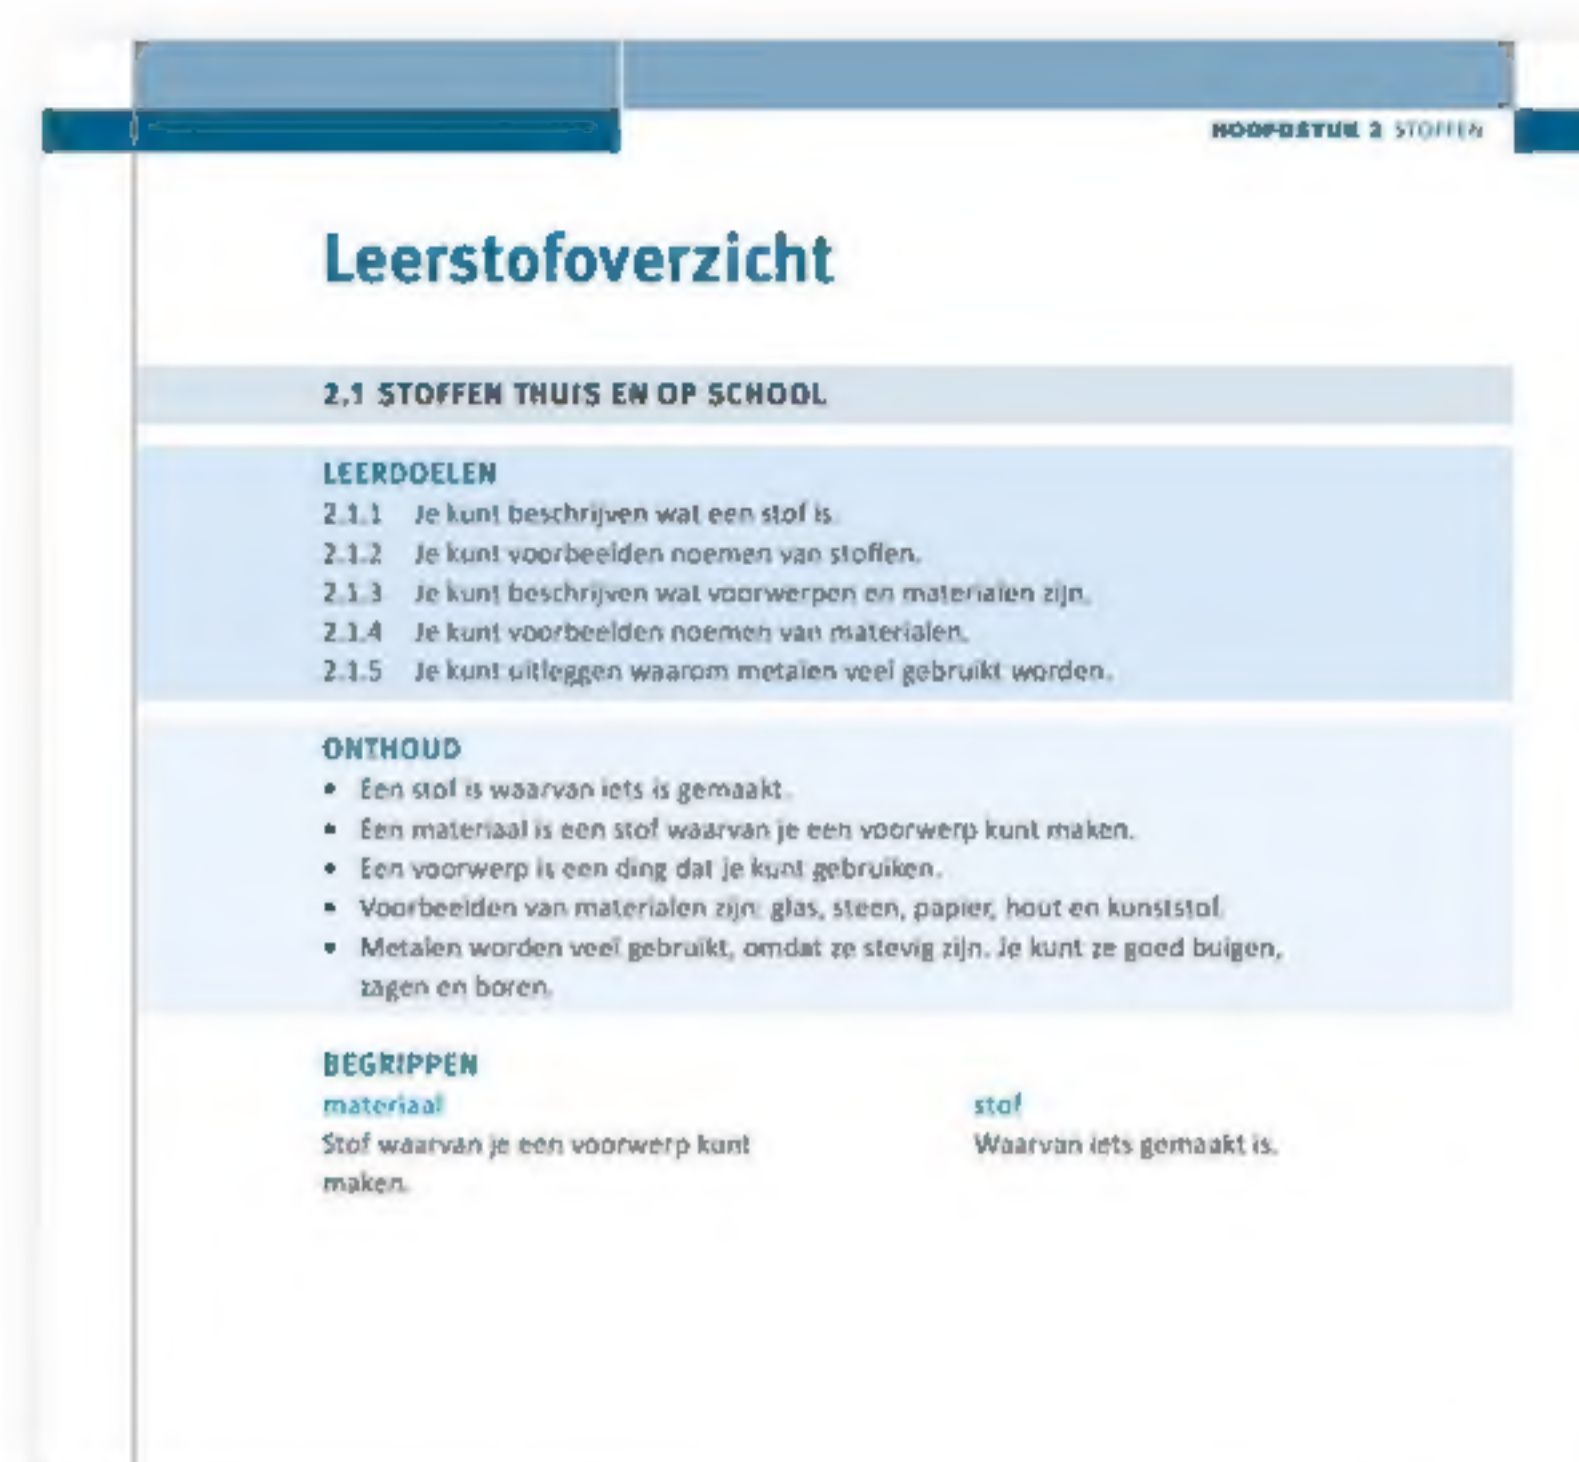 HOOFDSTUK 2 STOFFEN
Leerstofoverzicht
2.1 STOFFEN THUIS EN OP SCHOOL
LEERDOELEN
2.1.1 Je kunt beschrijven wat een stof is.
2.1.2 Je kunt voorbeelden noemen van stoffen.
2.1.3 Je kunt beschrijven wat voorwerpen en materialen zijn.
2.1.4 Je kunt voorbeelden noemen van materialen.
2.1.5 Je kunt uitleggen waarom metalen veel gebruikt worden.
ONTHOUD
• Een stof is waarvan iets is gemaakt.
• Een materiaal is een stof waarvan je een voorwerp kunt maken.
• Een voorwerp is een ding dat je kunt gebruiken.
• Voorbeelden van materialen zijn: glas, steen, papier, hout en kunststof.
• Metalen worden veel gebruikt, omdat ze stevig zijn. Je kunt ze goed buigen,
zagen en boren.
BEGRIPPEN
materiaal
Stof waarvan je een voorwerp kunt
maken.
stof
Waarvan iets gemaakt is.